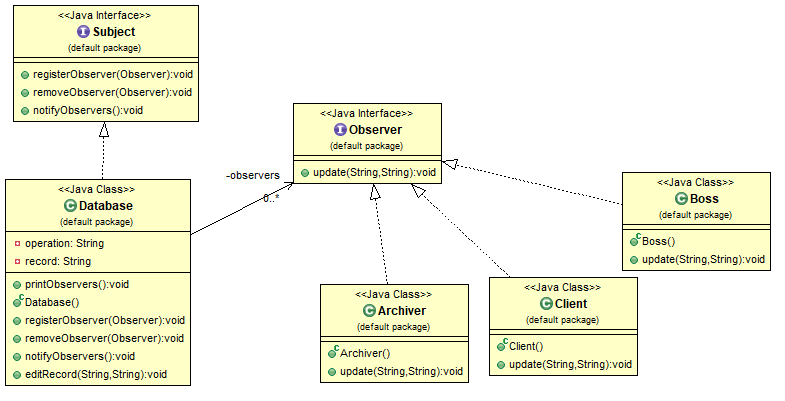 <<Java Interface>>
Subject
(default package)
registerObserver(Observer):void
removeObserver(Observer):void
notifyObservers():void
<<Java Interface>>
Observer
(default package)
update(String,String):void
-observers
0..*
<<Java Class>>
Database
(default package)
operation: String
record: String
printObservers():void
Database()
registerObserver(Observer):void
removeObserver(Observer):void
notifyObservers():void
editRecord(String,String):void
<<Java Class>>
Boss
(default package)
Boss()
update(String,String):void
<<Java Class>>
Archiver
(default package)
Archiver()
update(String,String):void
<<Java Class>>
Client
(default package)
Client()
update(String,String):void